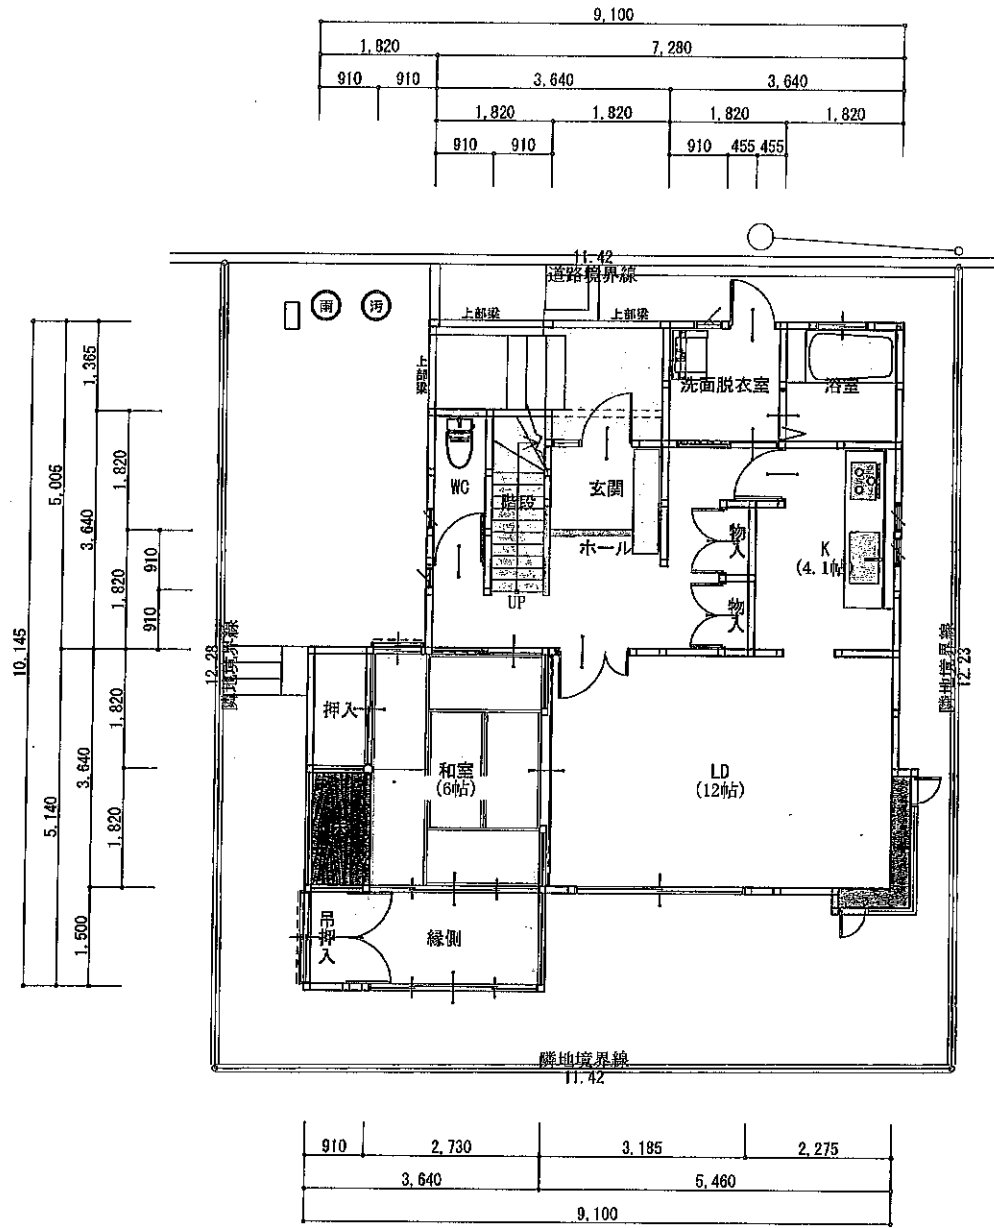 9,100
1,820
7,280
910
910
3,640
3,640
1,820
1,820
1,820
1,820
910
910
910
455
455
11.42
道路境界線
雨
汚
上部梁
上部梁
上部梁
洗面脱衣室
浴室
WC
階段
玄関
ホール
物入
K
(4.1帖)
UP
物入
1,365
5,005
1,820
3,640
910
1,820
910
10,145
12.28
隣地境界線
隣地境界線
12.23
押入
和室
(6帖)
LD
(12帖)
1,820
3,640
5,140
1,820
1,500
吊押入
縁側
隣地境界線
11.42
910
2,730
3,185
2,275
3,640
5,460
9,100